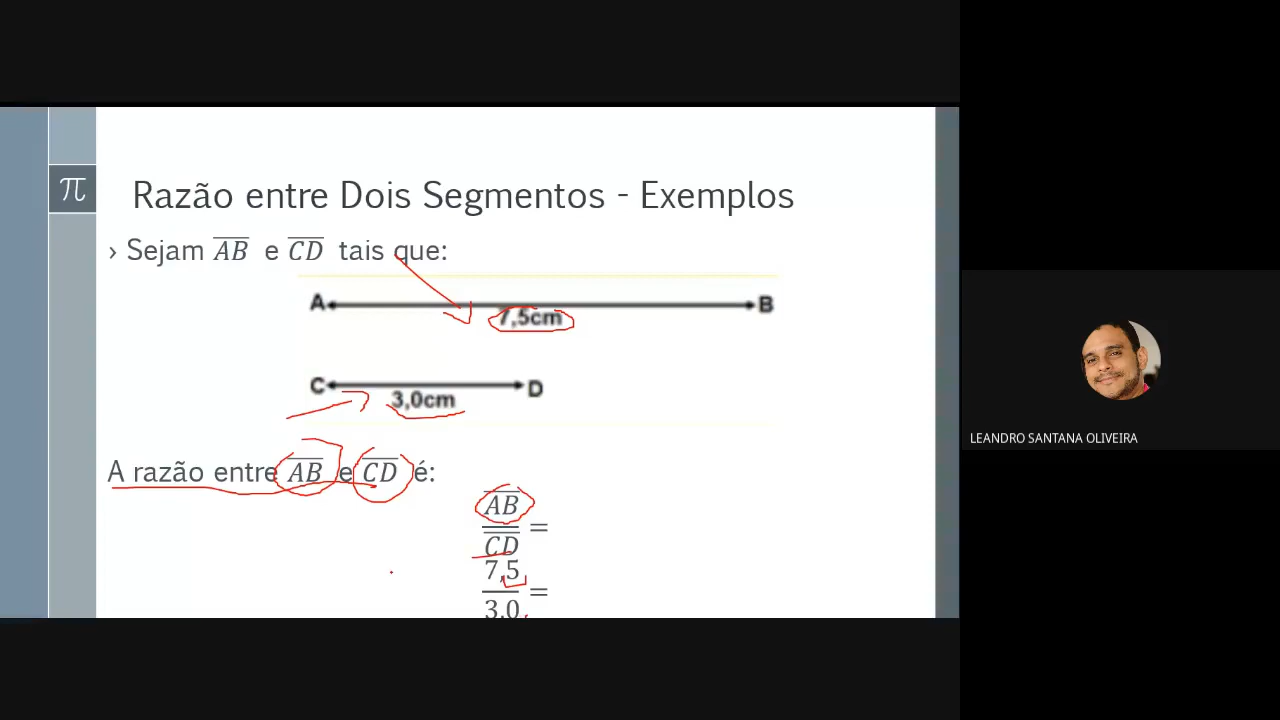 π
Razão entre Dois Segmentos - Exemplos
› Sejam AB e CD tais que:
A B
7,5cm
C D
3,0cm
A razão entre AB e CD é:
AB
CD =
7,5
3,0 =
LEANDRO SANTANA OLIVEIRA